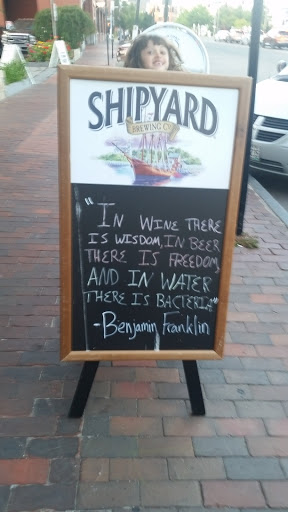 SHIPYARD
BREWING CO
"IN WINE THERE
IS WISDOM, IN BEER
THERE IS FREEDOM,
AND IN WATER
THERE IS BACTERIA"
-Benjamin Franklin